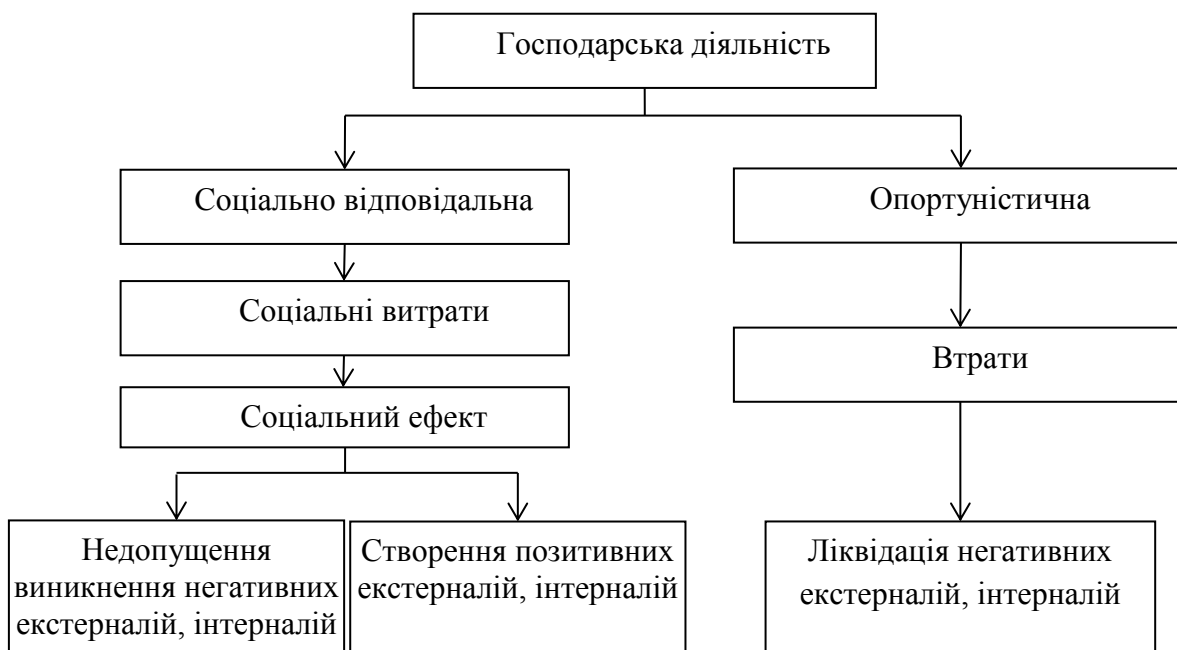 Господарська діяльність
Соціально відповідальна
Опортуністична
Соціальні витрати
Втрати
Соціальний ефект
Недопущення
виникнення негативних
екстерналій, інтерналій
Створення позитивних
екстерналій, інтерналій
Ліквідація негативних
екстерналій, інтерналій